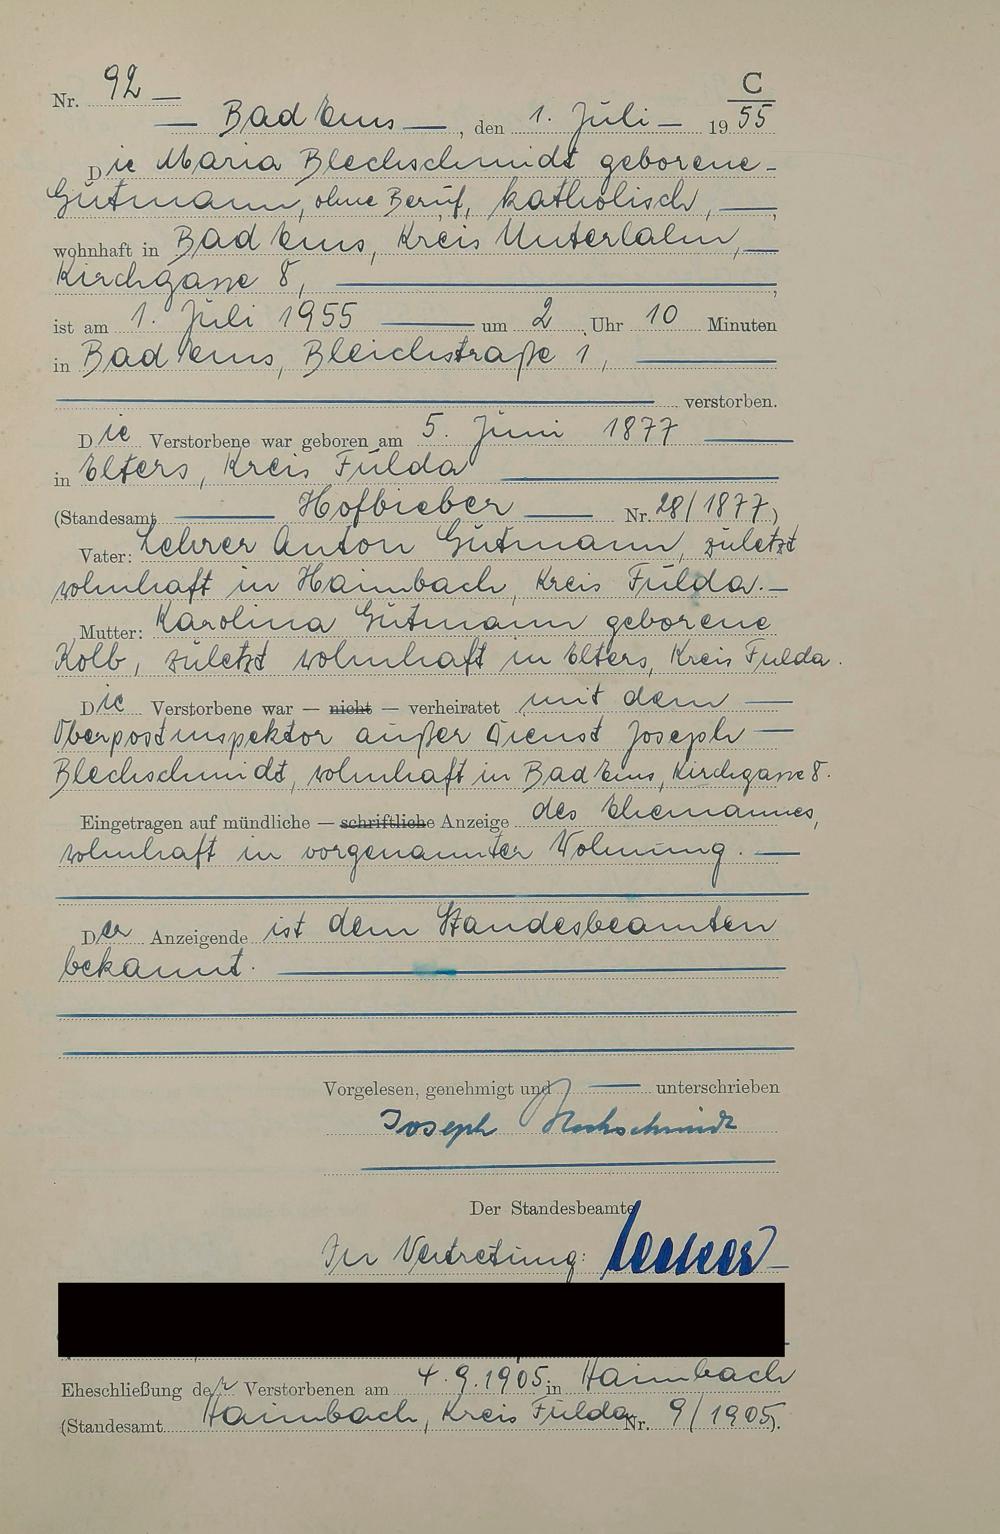 C
Nr. 92 —
— Bad Ems —, den 1. Juli — 1955
Die Maria Blechschmidt geborene
Gutmann, ohne Beruf, katholisch, —,
wohnhaft in Bad Ems, Kreis Unterlahn, —
Kirchgasse 8, —,
ist am 1. Juli 1955 — um 2 Uhr 10 Minuten
in Bad Ems, Bleichstraße 1, —
— verstorben.
Die Verstorbene war geboren am 5. Juni 1877 —
in Elters, Kreis Fulda —
(Standesamt — Hofbieber — Nr. 28/1877)
Vater: Lehrer Anton Gutmann, zuletzt
wohnhaft in Haimbach, Kreis Fulda. —
Mutter: Karolina Gutmann geborene
Kolb, zuletzt wohnhaft in Elters, Kreis Fulda.
Die Verstorbene war — nicht — verheiratet mit dem —
Oberpostinspektor außer Dienst Joseph —
Blechschmidt, wohnhaft in Bad Ems, Kirchgasse 8.
Eingetragen auf mündliche — schriftliche Anzeige des Ehemannes,
wohnhaft in vorgenannter Wohnung. —
Der Anzeigende ist dem Standesbeamten
bekannt. —
Vorgelesen, genehmigt und — unterschrieben
Joseph Blechschmidt
Der Standesbeamte
In Vertretung:
Eheschließung der Verstorbenen am 4.9.1905 in Haimbach
(Standesamt Haimbach, Kreis Fulda Nr. 9/1905).